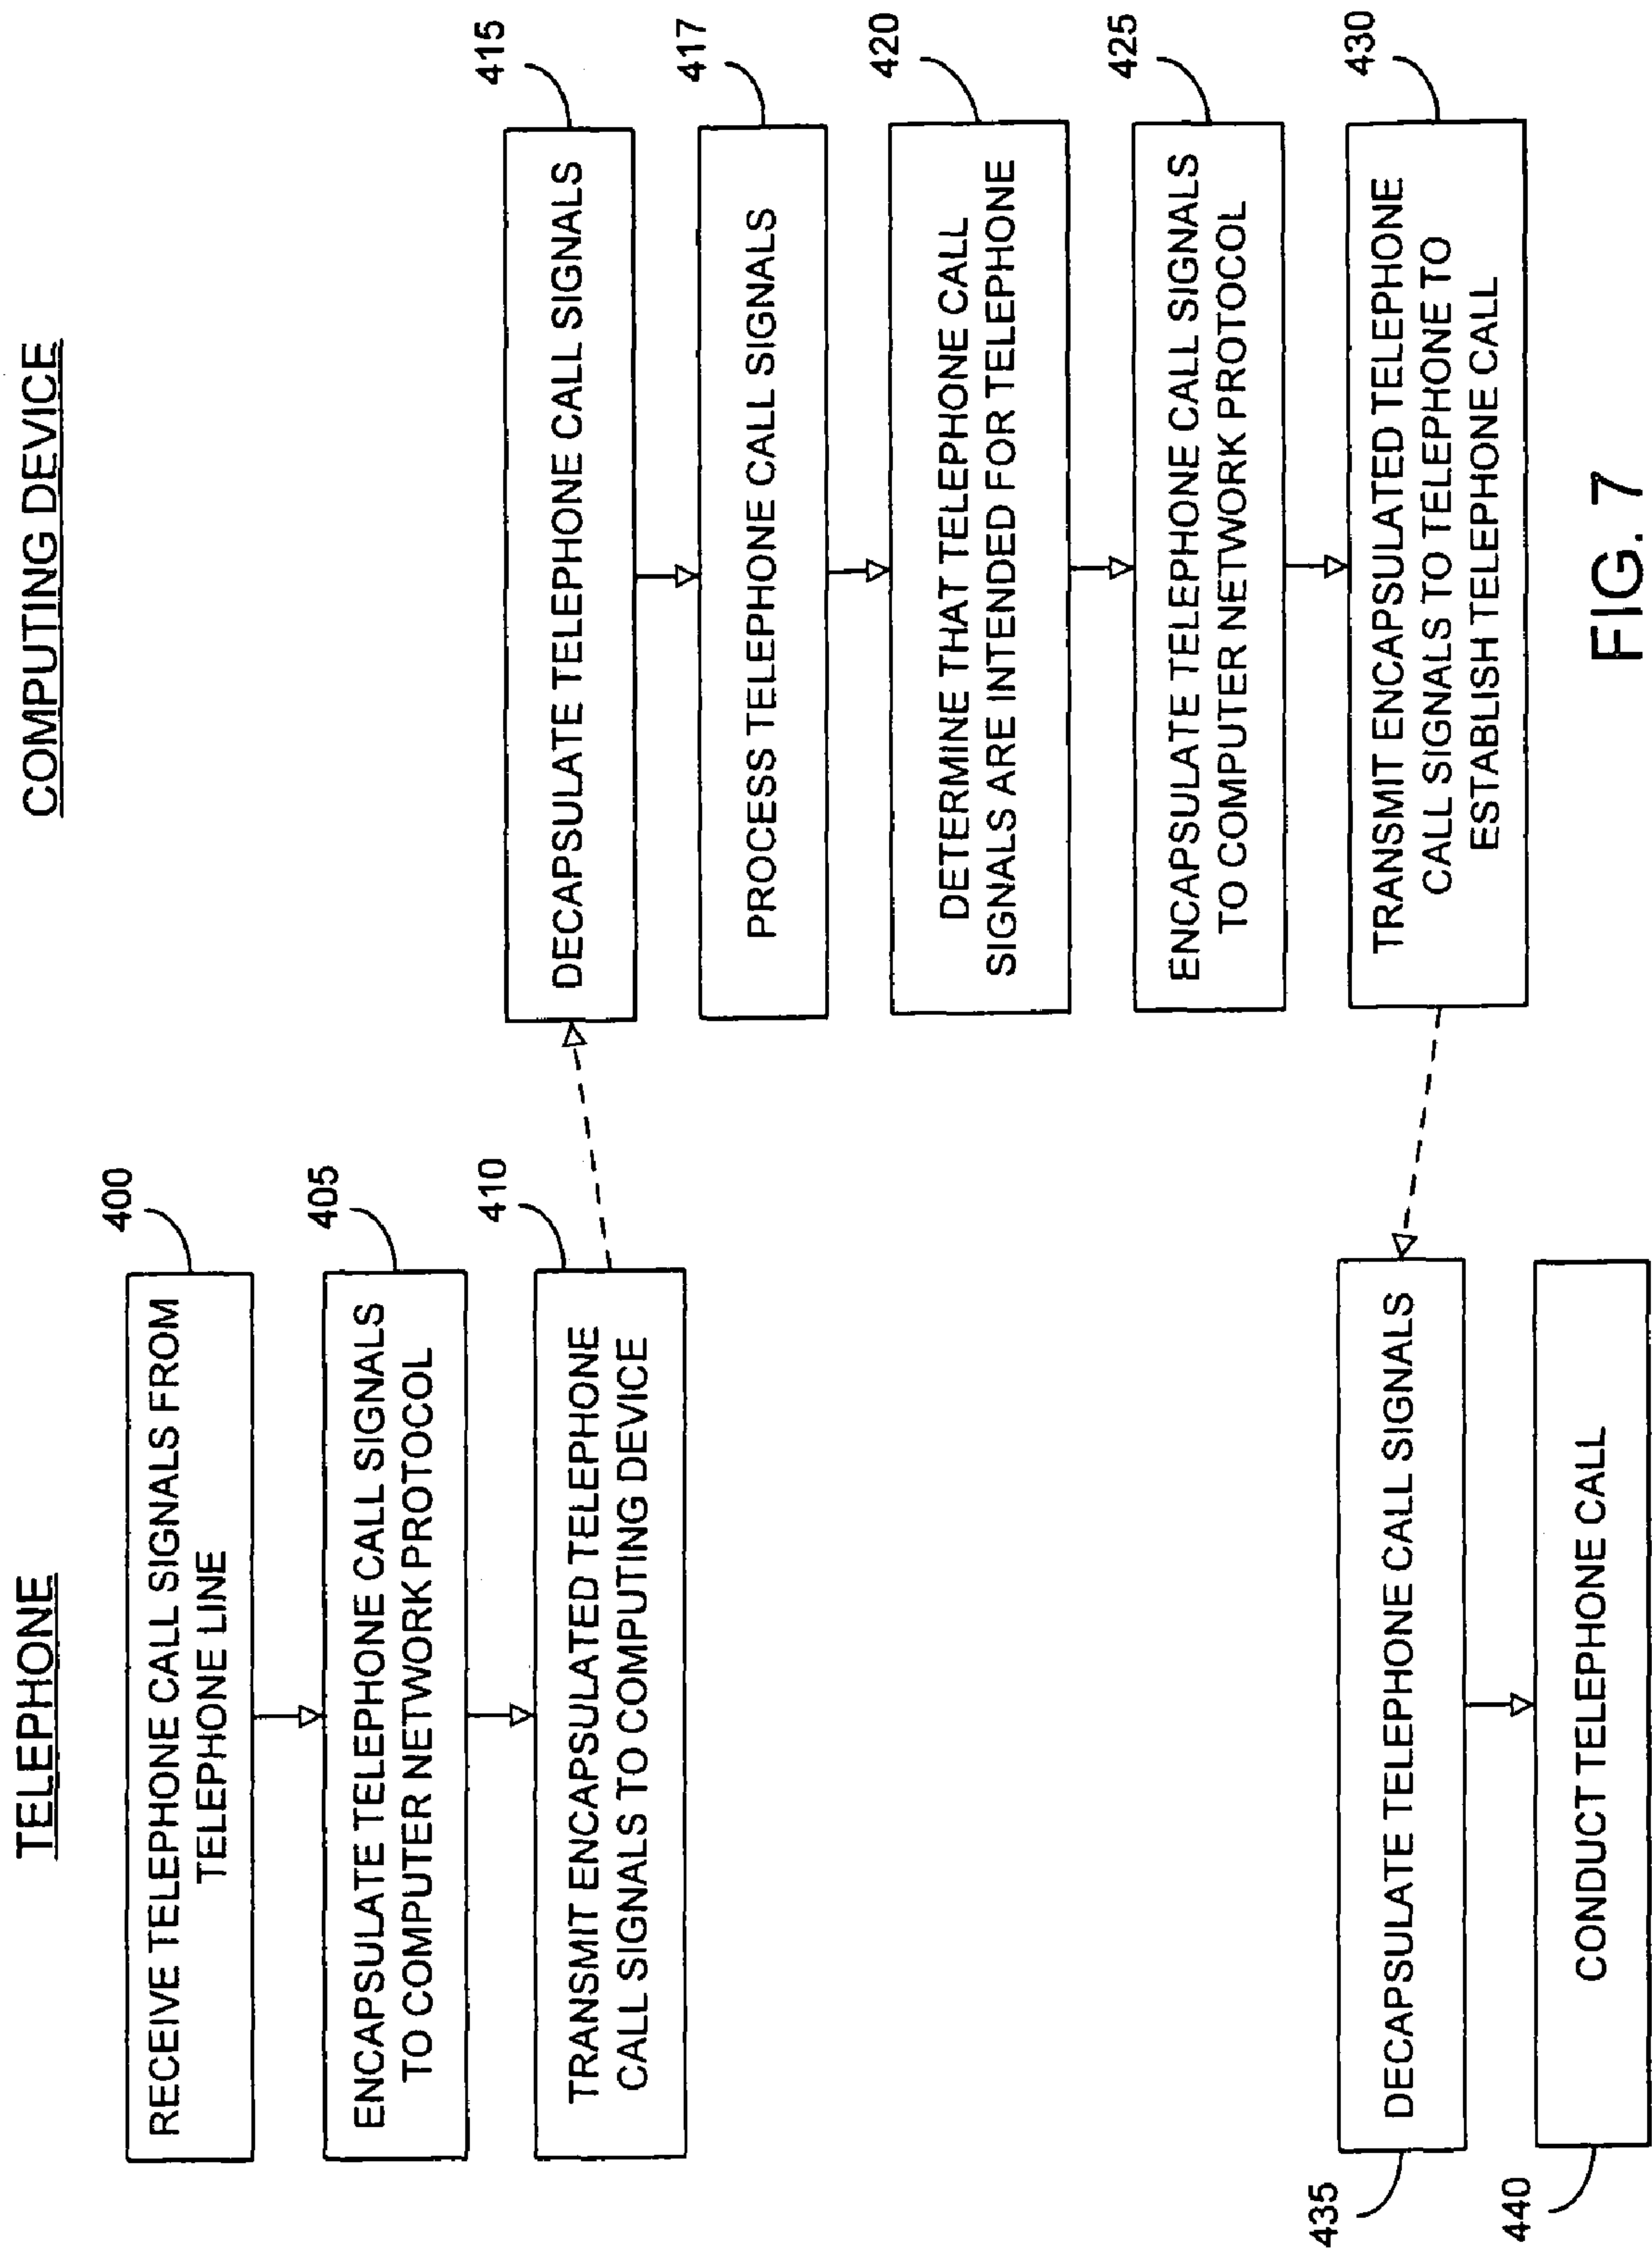 TELEPHONE
400
RECEIVE TELEPHONE CALL SIGNALS FROM
TELEPHONE LINE
405
ENCAPSULATE TELEPHONE CALL SIGNALS
TO COMPUTER NETWORK PROTOCOL
410
TRANSMIT ENCAPSULATED TELEPHONE
CALL SIGNALS TO COMPUTING DEVICE
COMPUTING DEVICE
415
DECAPSULATE TELEPHONE CALL SIGNALS
417
PROCESS TELEPHONE CALL SIGNALS
420
DETERMINE THAT TELEPHONE CALL
SIGNALS ARE INTENDED FOR TELEPHONE
425
ENCAPSULATE TELEPHONE CALL SIGNALS
TO COMPUTER NETWORK PROTOCOL
430
TRANSMIT ENCAPSULATED TELEPHONE
CALL SIGNALS TO TELEPHONE TO
ESTABLISH TELEPHONE CALL
435
DECAPSULATE TELEPHONE CALL SIGNALS
440
CONDUCT TELEPHONE CALL
FIG. 7